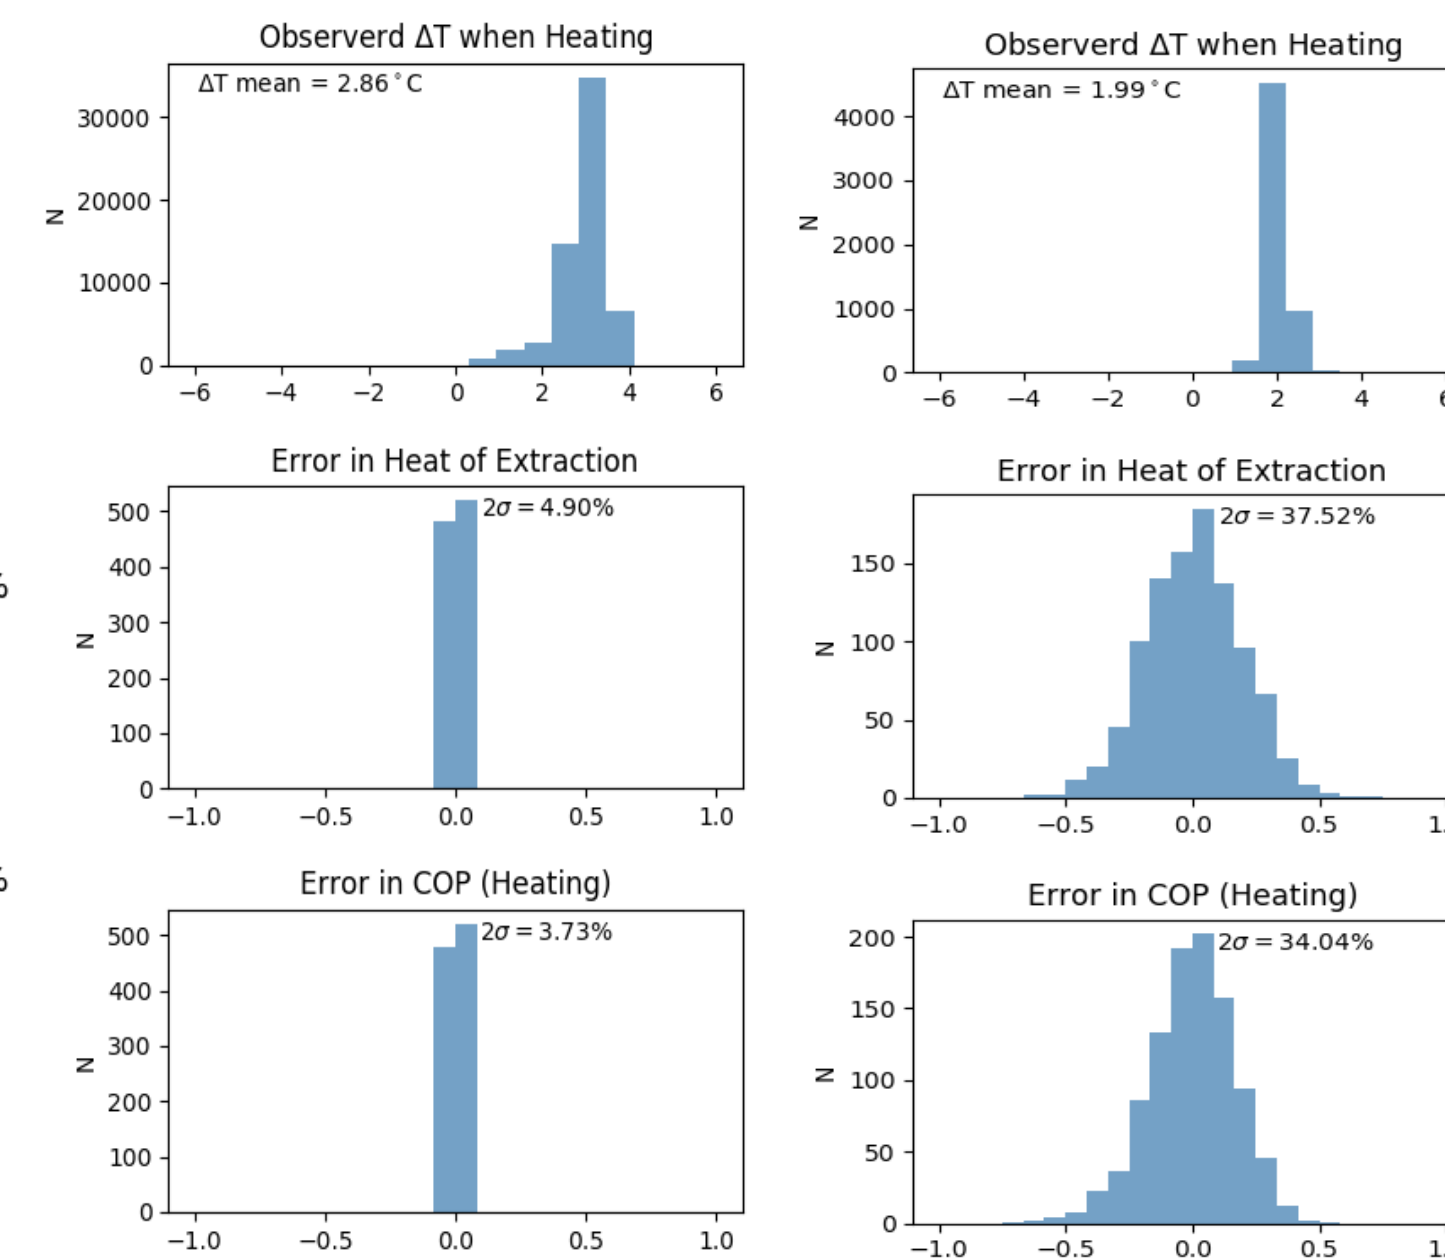 Observerd ΔT when Heating
ΔT mean = 2.86°C
N
30000
20000
10000
0
−6 −4 −2 0 2 4 6
Observerd ΔT when Heating
ΔT mean = 1.99°C
N
4000
3000
2000
1000
0
−6 −4 −2 0 2 4
Error in Heat of Extraction
2σ = 4.90%
N
500
400
300
200
100
0
−1.0 −0.5 0.0 0.5 1.0
Error in Heat of Extraction
2σ = 37.52%
N
150
100
50
0
−1.0 −0.5 0.0 0.5
%
Error in COP (Heating)
2σ = 3.73%
N
500
400
300
200
100
0
−1.0 −0.5 0.0 0.5 1.0
Error in COP (Heating)
2σ = 34.04%
N
200
150
100
50
0
−1.0 −0.5 0.0 0.5
%